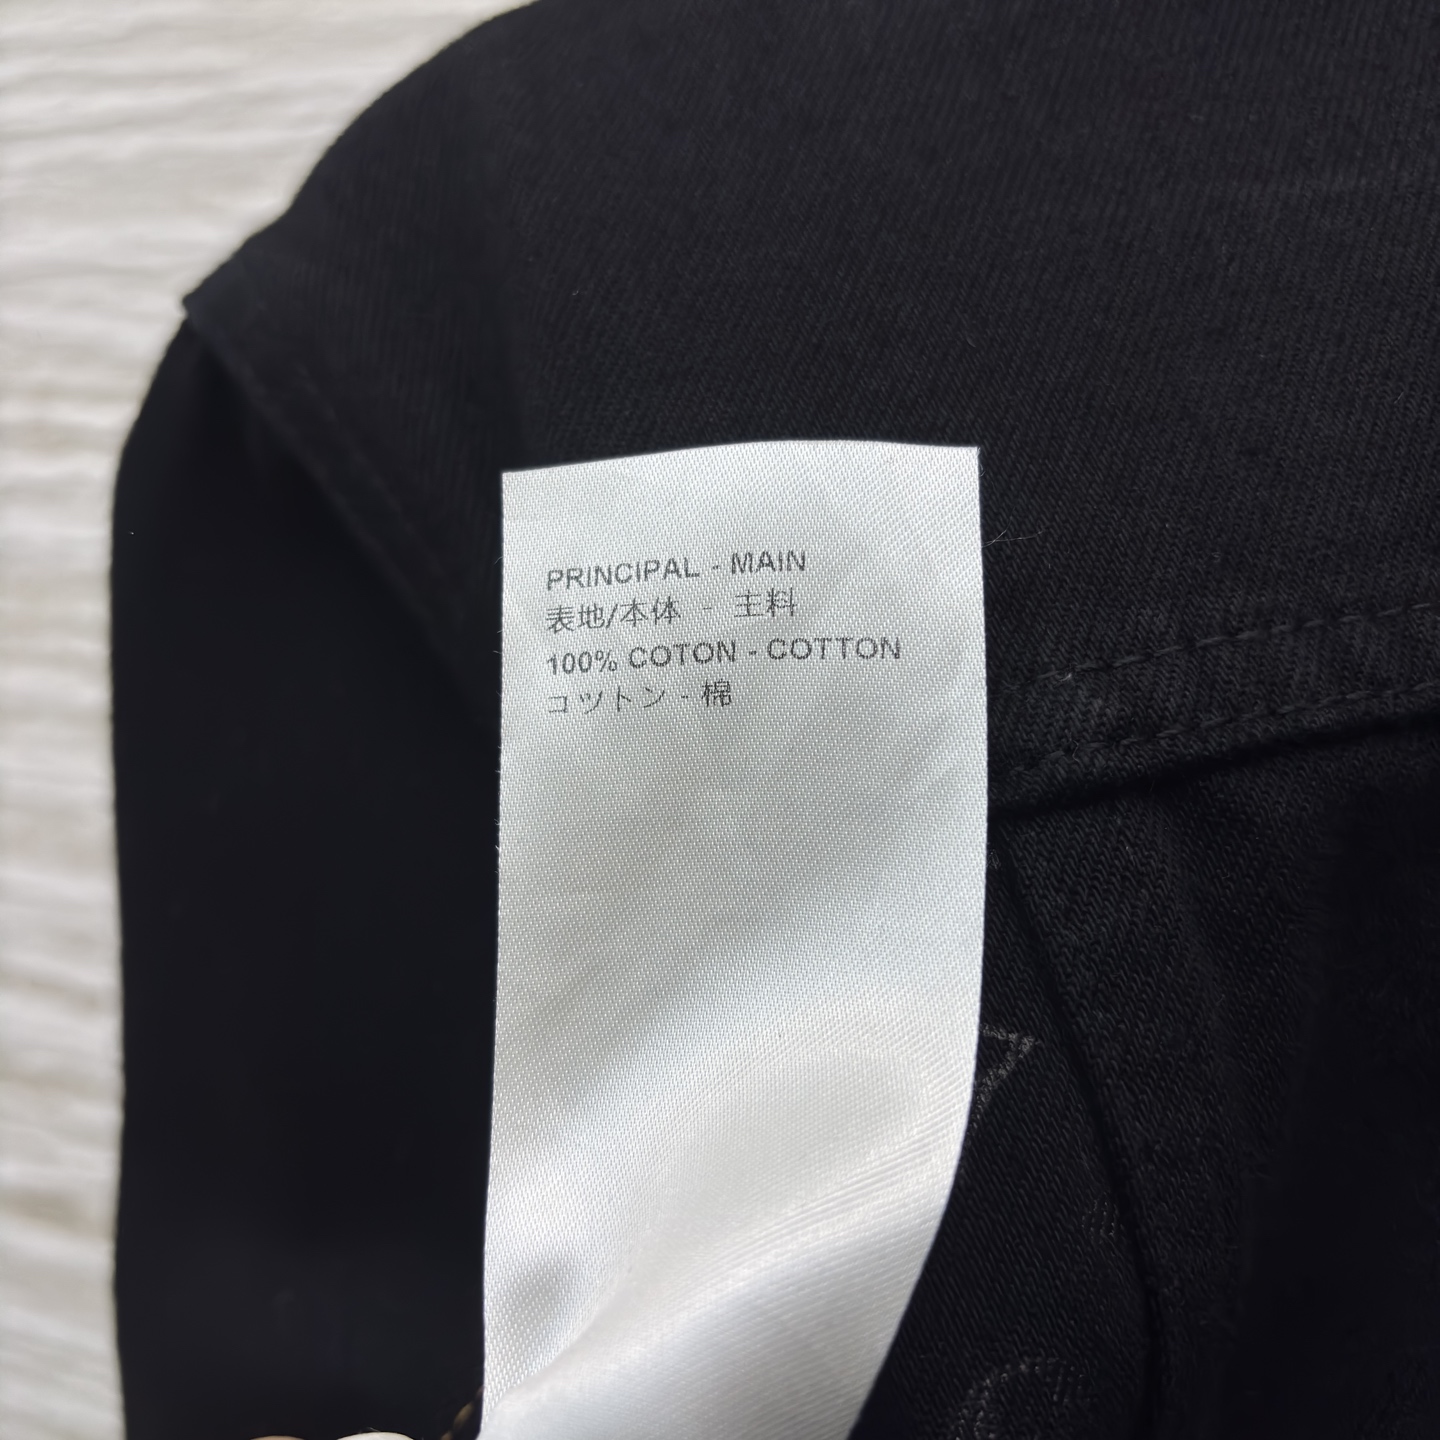 PRINCIPAL - MAIN
表地/本体 - 主料
100% COTON - COTTON
コットン - 棉